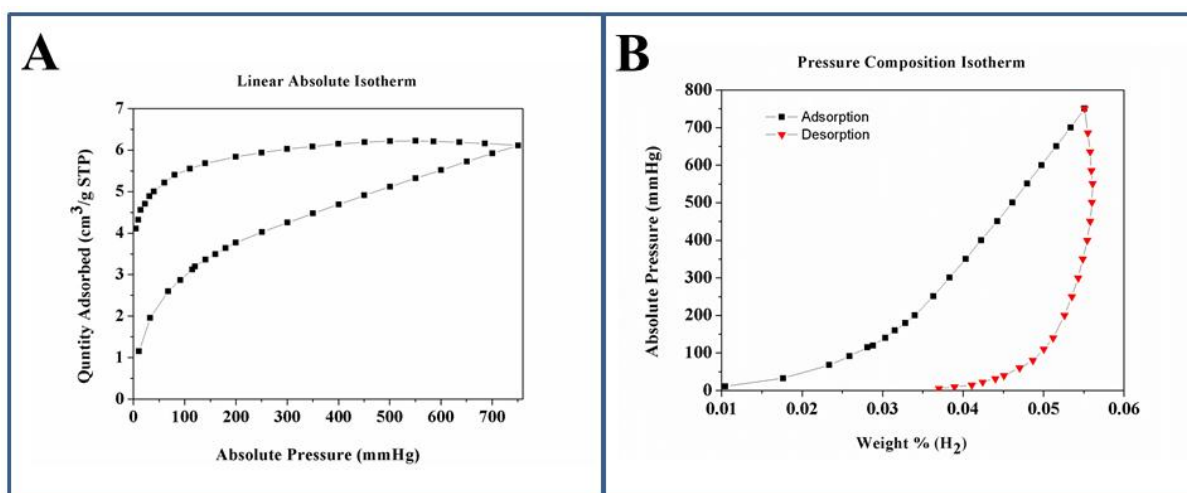 A
Linear Absolute Isotherm
7
6
5
4
3
2
1
0
0 100 200 300 400 500 600 700
Quntity Adsorbed (cm³/g STP)
Absolute Pressure (mmHg)
B
Pressure Composition Isotherm
800
700
600
500
400
300
200
100
0
0.01 0.02 0.03 0.04 0.05 0.06
Adsorption
Desorption
Absolute Pressure (mmHg)
Weight % (H₂)